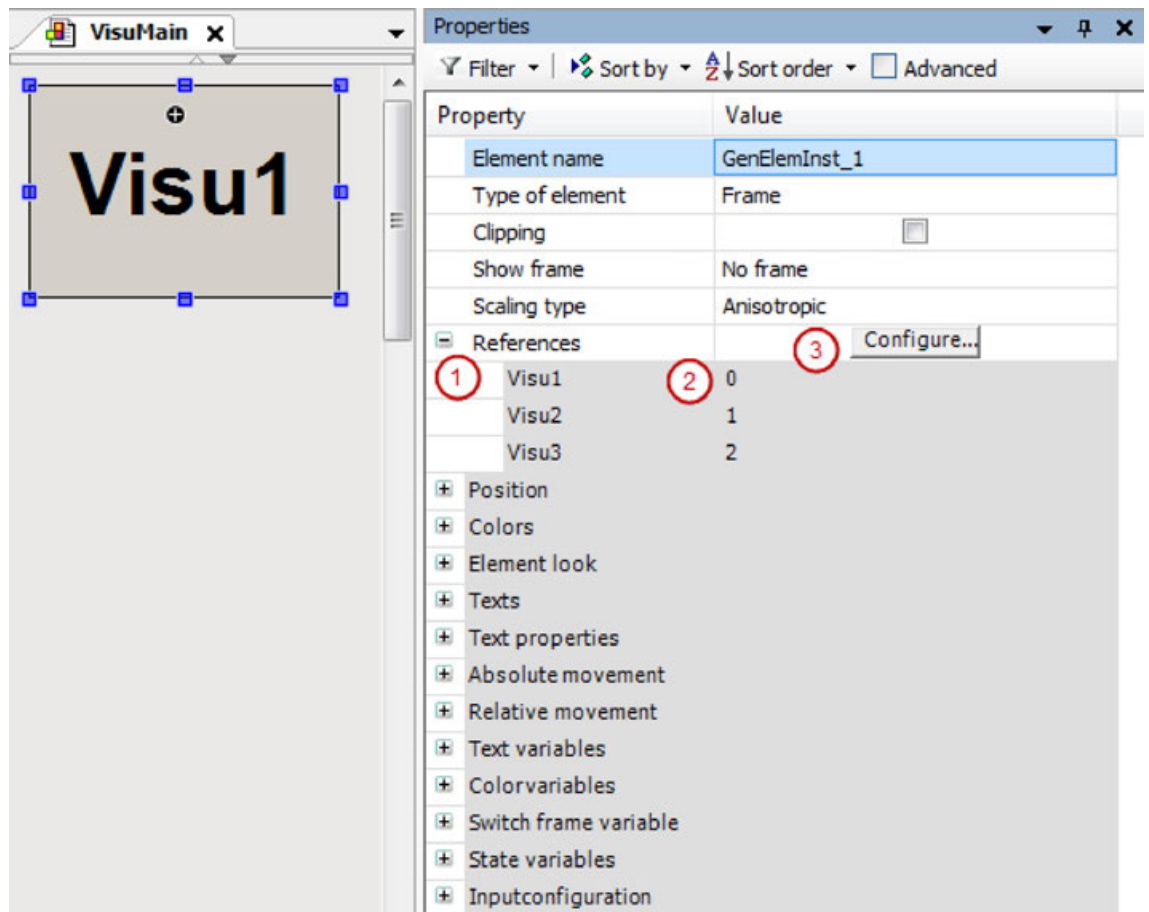 VisuMain
Visu1
Properties
Filter Sort by Sort order Advanced
Property Value
Element name GenElemInst_1
Type of element Frame
Clipping
Show frame No frame
Scaling type Anisotropic
References 3 Configure...
1 Visu1 2 0
Visu2 1
Visu3 2
Position
Colors
Element look
Texts
Text properties
Absolute movement
Relative movement
Text variables
Colorvariables
Switch frame variable
State variables
Inputconfiguration